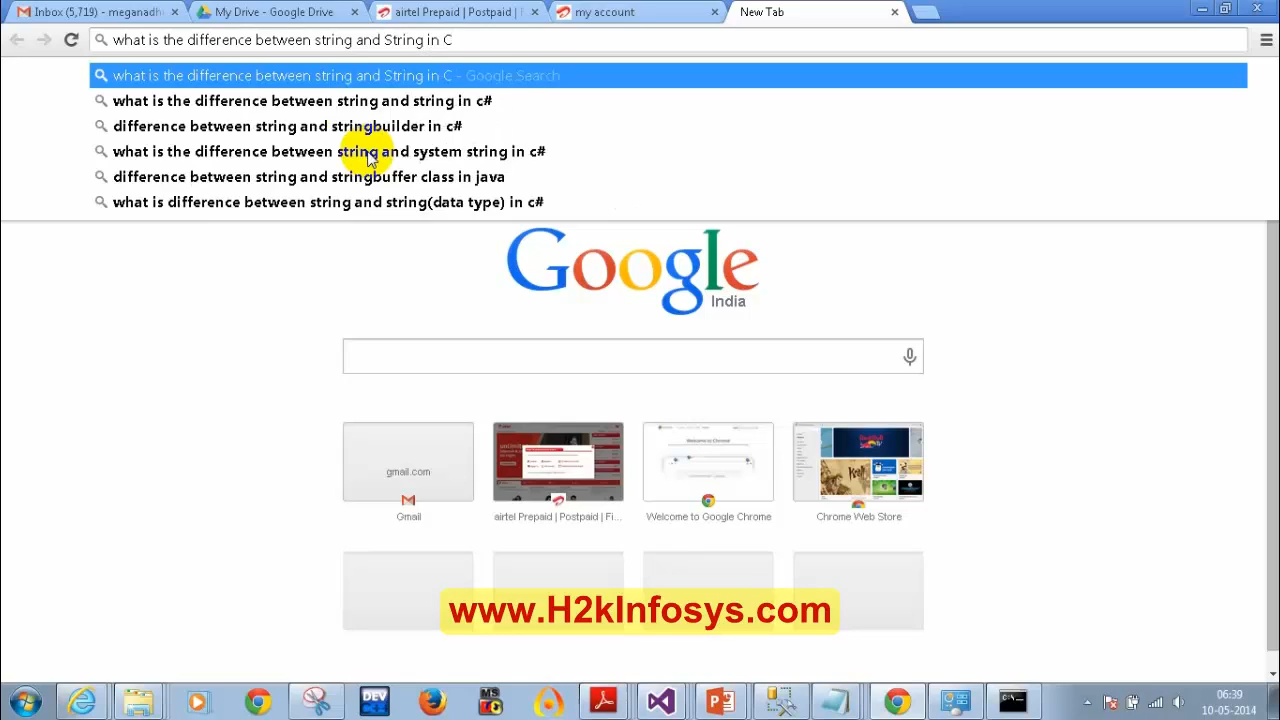 Inbox (5,719) - meganadh
My Drive - Google Drive
airtel Prepaid | Postpaid | F
my account
New Tab
what is the difference between string and String in C
what is the difference between string and String in C - Google Search
what is the difference between string and string in c#
difference between string and stringbuilder in c#
what is the difference between string and system string in c#
difference between string and stringbuffer class in java
what is difference between string and string(data type) in c#
Google
India
gmail.com
Gmail
airtel Prepaid | Postpaid | Fi...
Welcome to Google Chrome
Chrome Web Store
www.H2kInfosys.com
DEV
MS
06:39
10-05-2014